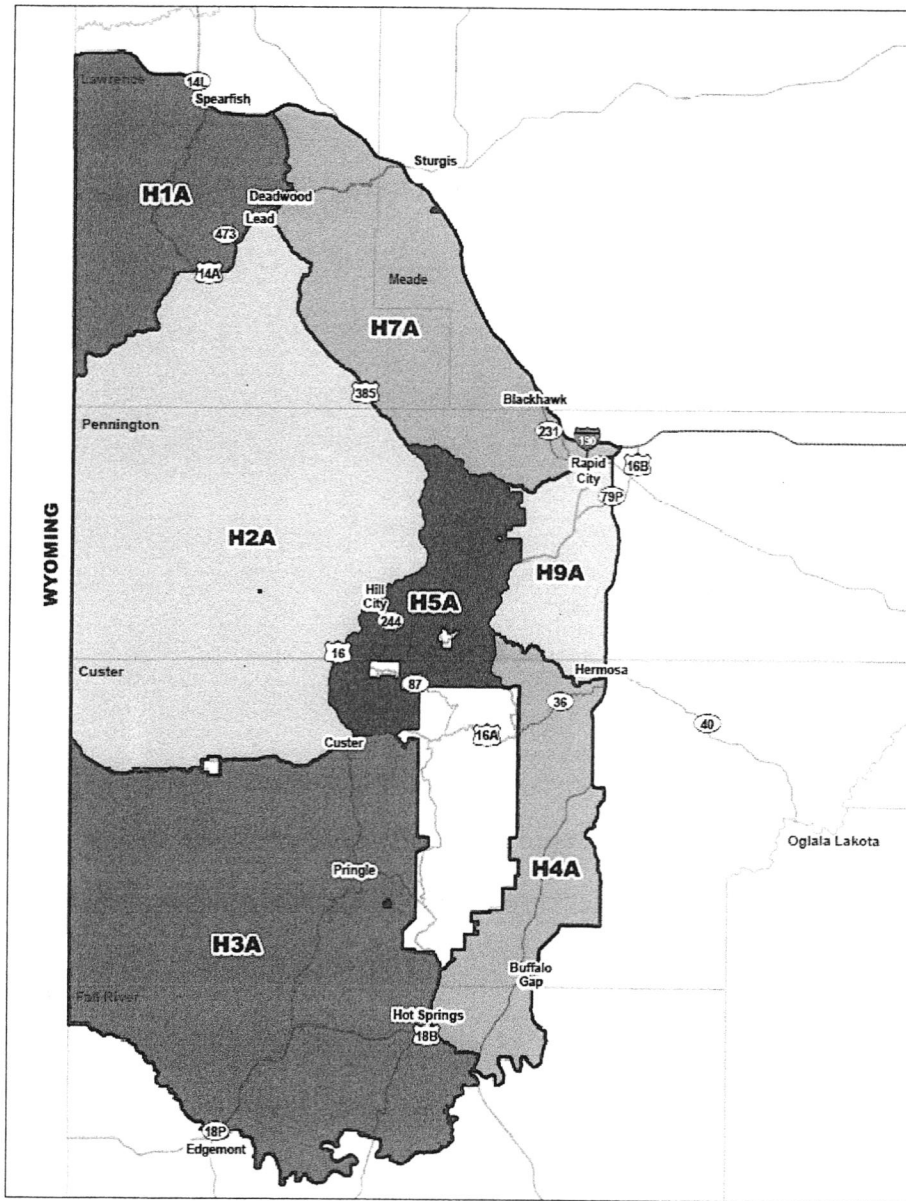 Lawrence
14L
Spearfish
Sturgis
H1A
Deadwood
Lead
473
14A
Meade
H7A
385
Blackhawk
Pennington
231
190
Rapid
City
16B
79P
WYOMING
H2A
H9A
Hill
City
H5A
244
16
Hermosa
Custer
87
36
16A
40
Custer
Oglala Lakota
Pringle
H4A
H3A
Buffalo
Gap
Fall River
Hot Springs
18B
18P
Edgemont